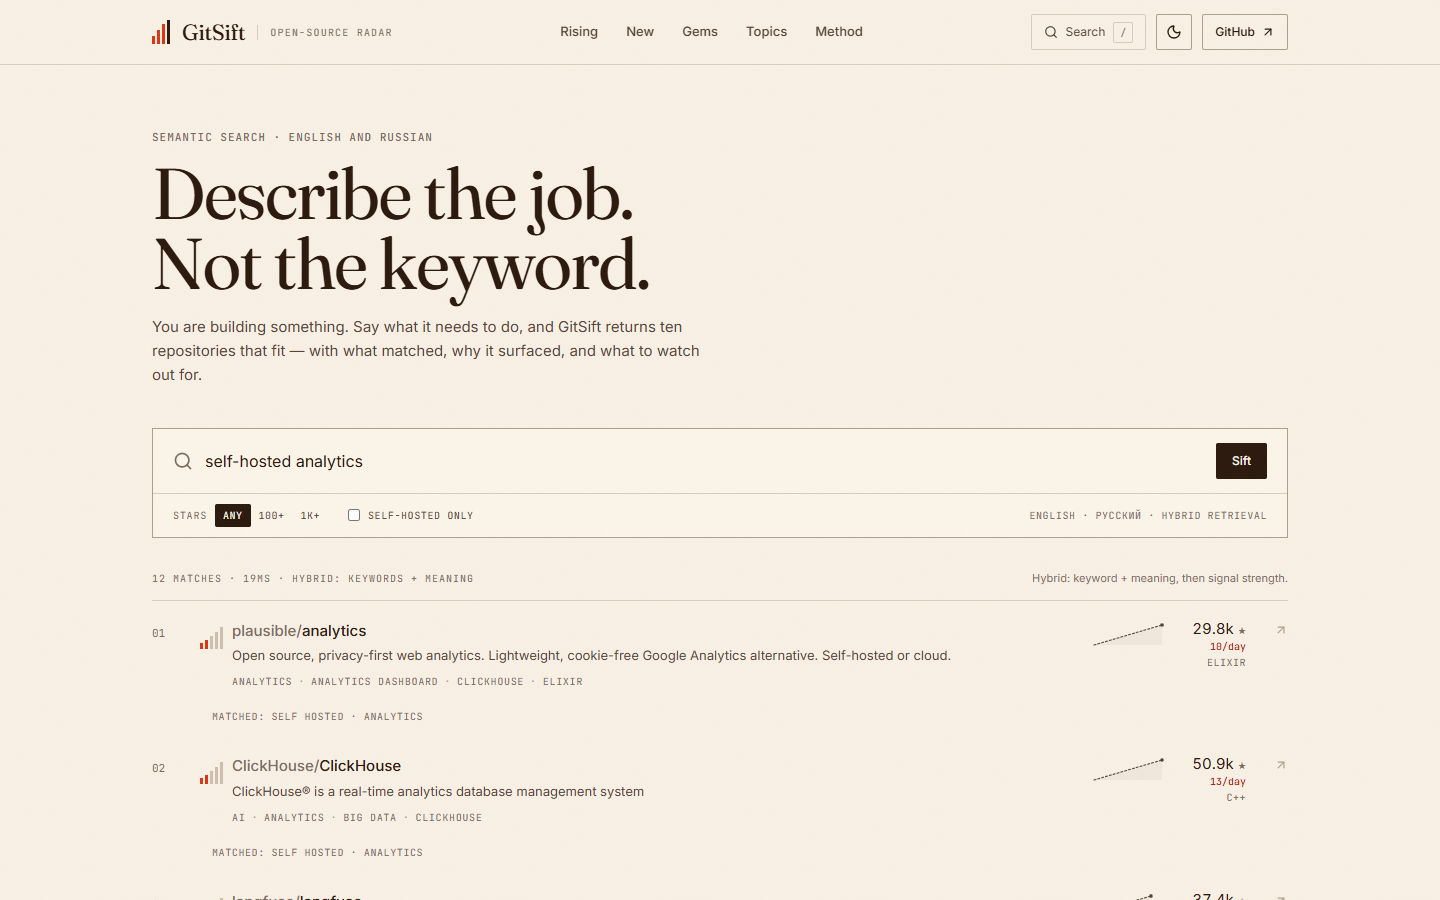 GitSift
OPEN-SOURCE RADAR
Rising
New
Gems
Topics
Method
Search /
GitHub
SEMANTIC SEARCH · ENGLISH AND RUSSIAN
Describe the job.
Not the keyword.
You are building something. Say what it needs to do, and GitSift returns ten
repositories that fit — with what matched, why it surfaced, and what to watch
out for.
self-hosted analytics
Sift
STARS ANY 100+ 1K+ SELF-HOSTED ONLY
ENGLISH · РУССКИЙ · HYBRID RETRIEVAL
12 MATCHES · 19MS · HYBRID: KEYWORDS + MEANING
Hybrid: keyword + meaning, then signal strength.
01
plausible/analytics
Open source, privacy-first web analytics. Lightweight, cookie-free Google Analytics alternative. Self-hosted or cloud.
ANALYTICS · ANALYTICS DASHBOARD · CLICKHOUSE · ELIXIR
MATCHED: SELF HOSTED · ANALYTICS
29.8k ★
10/day
ELIXIR
02
ClickHouse/ClickHouse
ClickHouse® is a real-time analytics database management system
AI · ANALYTICS · BIG DATA · CLICKHOUSE
MATCHED: SELF HOSTED · ANALYTICS
50.9k ★
13/day
C++
langfuse/langfuse
37.4k ★